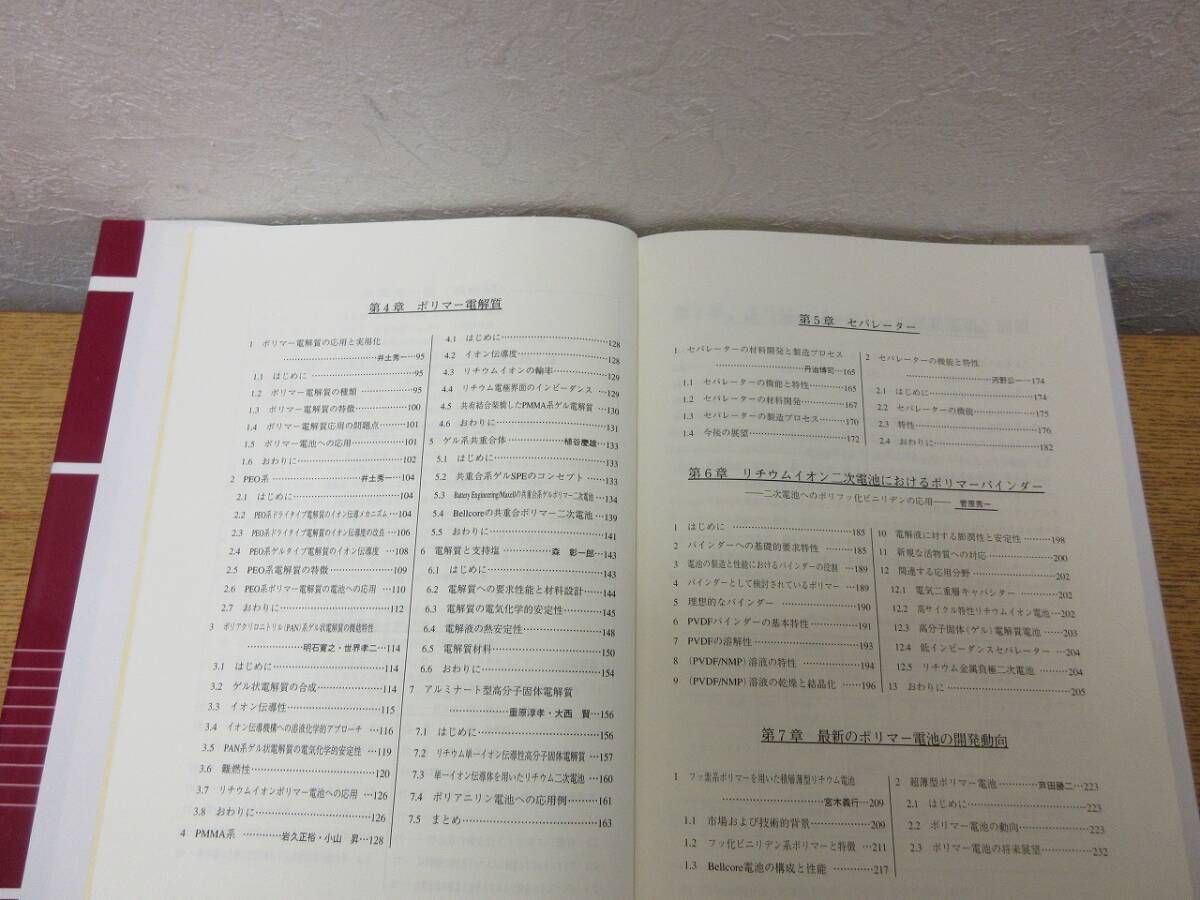 第4章 ポリマー電解質
1 ポリマー電解質の応用と実用化
井土秀一…95
1.1 はじめに…95
1.2 ポリマー電解質の種類…95
1.3 ポリマー電解質の特徴…100
1.4 ポリマー電解質応用の問題点…101
1.5 ポリマー電池への応用…101
1.6 おわりに…102
2 PEO系…井土秀一…104
2.1 はじめに…104
2.2 PEO系ドライタイプ電解質のイオン伝導メカニズム…104
2.3 PEO系ドライタイプ電解質のイオン伝導度の改良…106
2.4 PEO系ゲルタイプ電解質のイオン伝導度…108
2.5 PEO系電解質の特徴…109
2.6 PEO系ポリマー電解質の電池への応用…110
2.7 おわりに…112
3 ポリアクリロニトリル(PAN)系ゲル状電解質の機能特性
明石寛之・世界孝二…114
3.1 はじめに…114
3.2 ゲル状電解質の合成…114
3.3 イオン伝導性…115
3.4 イオン伝導機構への溶液化学的アプローチ…116
3.5 PAN系ゲル状電解質の電気化学的安定性…119
3.6 難燃性…120
3.7 リチウムイオンポリマー電池への応用…126
3.8 おわりに…126
4 PMMA系…岩久正裕・小山 昇…128
4.1 はじめに…128
4.2 イオン伝導度…128
4.3 リチウムイオンの輸率…129
4.4 リチウム電極界面のインピーダンス…129
4.5 共有結合架橋したPMMA系ゲル電解質…130
4.6 おわりに…131
5 ゲル系共重合体…植谷慶雄…133
5.1 はじめに…133
5.2 共重合系ゲルSPEのコンセプト…133
5.3 Battery Engineering/Maxellの共重合系ゲルポリマー二次電池…134
5.4 Bellcoreの共重合ポリマー二次電池…139
5.5 おわりに…141
6 電解質と支持塩…森 彰一郎…143
6.1 はじめに…143
6.2 電解質への要求性能と材料設計…144
6.3 電解質の電気化学的安定性…145
6.4 電解液の熱安定性…148
6.5 電解質材料…150
6.6 おわりに…154
7 アルミナート型高分子固体電解質
重原淳孝・大西 賢…156
7.1 はじめに…156
7.2 リチウム単一イオン伝導性高分子固体電解質…157
7.3 単一イオン伝導体を用いたリチウム二次電池…160
7.4 ポリアニリン電池への応用例…161
7.5 まとめ…163
第5章 セパレーター
1 セパレーターの材料開発と製造プロセス
丹治博司…165
1.1 セパレーターの機能と特性…165
1.2 セパレーターの材料開発…167
1.3 セパレーターの製造プロセス…170
1.4 今後の展望…172
2 セパレーターの機能と特性
河野公一…174
2.1 はじめに…174
2.2 セパレーターの機能…175
2.3 特性…176
2.4 おわりに…182
第6章 リチウムイオン二次電池におけるポリマーバインダー
――二次電池へのポリフッ化ビニリデンの応用―― 菅原秀一
1 はじめに…185
2 バインダーへの基礎的要求特性…185
3 電池の製造と性能におけるバインダーの役割…189
4 バインダーとして検討されているポリマー…189
5 理想的なバインダー…190
6 PVDFバインダーの基本特性…191
7 PVDFの溶解性…193
8 (PVDF/NMP)溶液の特性…194
9 (PVDF/NMP)溶液の乾燥と結晶化…196
10 電解液に対する膨潤性と安定性…198
11 新規な活物質への対応…200
12 関連する応用分野…202
12.1 電気二重層キャパシター…202
12.2 高サイクル特性リチウムイオン電池…202
12.3 高分子固体(ゲル)電解質電池…203
12.4 低インピーダンスセパレーター…204
12.5 リチウム金属負極二次電池…204
13 おわりに…205
第7章 最新のポリマー電池の開発動向
1 フッ素系ポリマーを用いた積層薄型リチウム電池
宮木義行…209
1.1 市場および技術的背景…209
1.2 フッ化ビニリデン系ポリマーと特徴…211
1.3 Bellcore電池の構成と性能…217
2 超薄型ポリマー電池…芦田勝二…223
2.1 はじめに…223
2.2 ポリマー電池の動向…223
2.3 ポリマー電池の将来展望…232